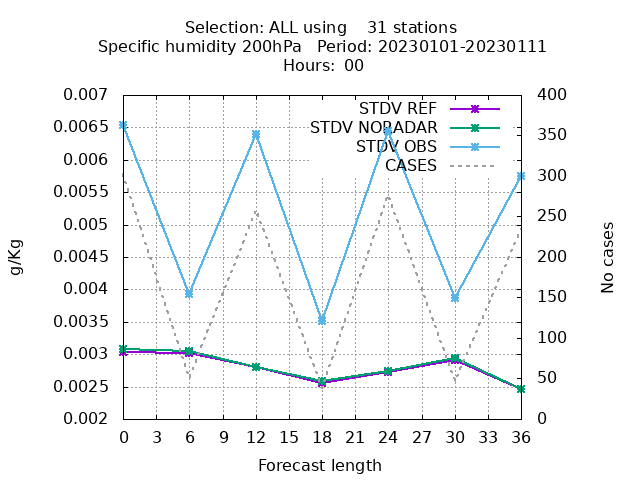 Selection: ALL using    31 stations
Specific humidity 200hPa   Period: 20230101-20230111
Hours:  00
STDV REF
STDV NORADAR
STDV OBS
CASES
0.007
0.0065
0.006
0.0055
0.005
0.0045
0.004
0.0035
0.003
0.0025
0.002
g/Kg
400
350
300
250
200
150
100
50
0
No cases
0 3 6 9 12 15 18 21 24 27 30 33 36
Forecast length